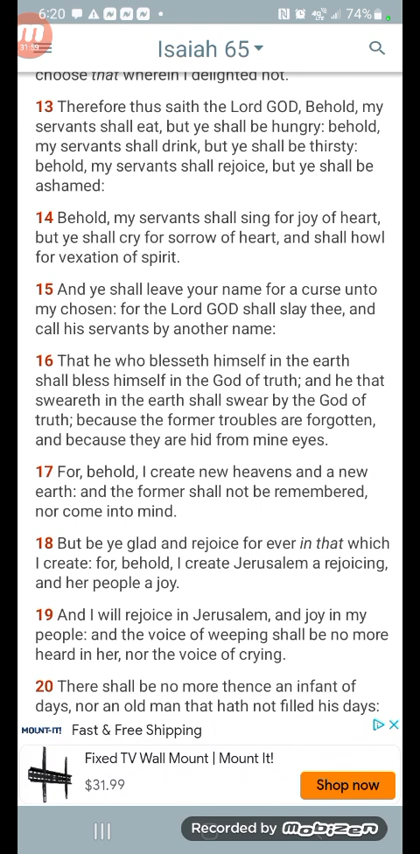 6:20 74%
31:59
Isaiah 65
choose that wherein I delighted not.
13 Therefore thus saith the Lord GOD, Behold, my
servants shall eat, but ye shall be hungry: behold,
my servants shall drink, but ye shall be thirsty:
behold, my servants shall rejoice, but ye shall be
ashamed:
14 Behold, my servants shall sing for joy of heart,
but ye shall cry for sorrow of heart, and shall howl
for vexation of spirit.
15 And ye shall leave your name for a curse unto
my chosen: for the Lord GOD shall slay thee, and
call his servants by another name:
16 That he who blesseth himself in the earth
shall bless himself in the God of truth; and he that
sweareth in the earth shall swear by the God of
truth; because the former troubles are forgotten,
and because they are hid from mine eyes.
17 For, behold, I create new heavens and a new
earth: and the former shall not be remembered,
nor come into mind.
18 But be ye glad and rejoice for ever in that which
I create: for, behold, I create Jerusalem a rejoicing,
and her people a joy.
19 And I will rejoice in Jerusalem, and joy in my
people: and the voice of weeping shall be no more
heard in her, nor the voice of crying.
20 There shall be no more thence an infant of
days, nor an old man that hath not filled his days:
MOUNT-IT! Fast & Free Shipping
Fixed TV Wall Mount | Mount It!
$31.99
Shop now
Recorded by mobizen